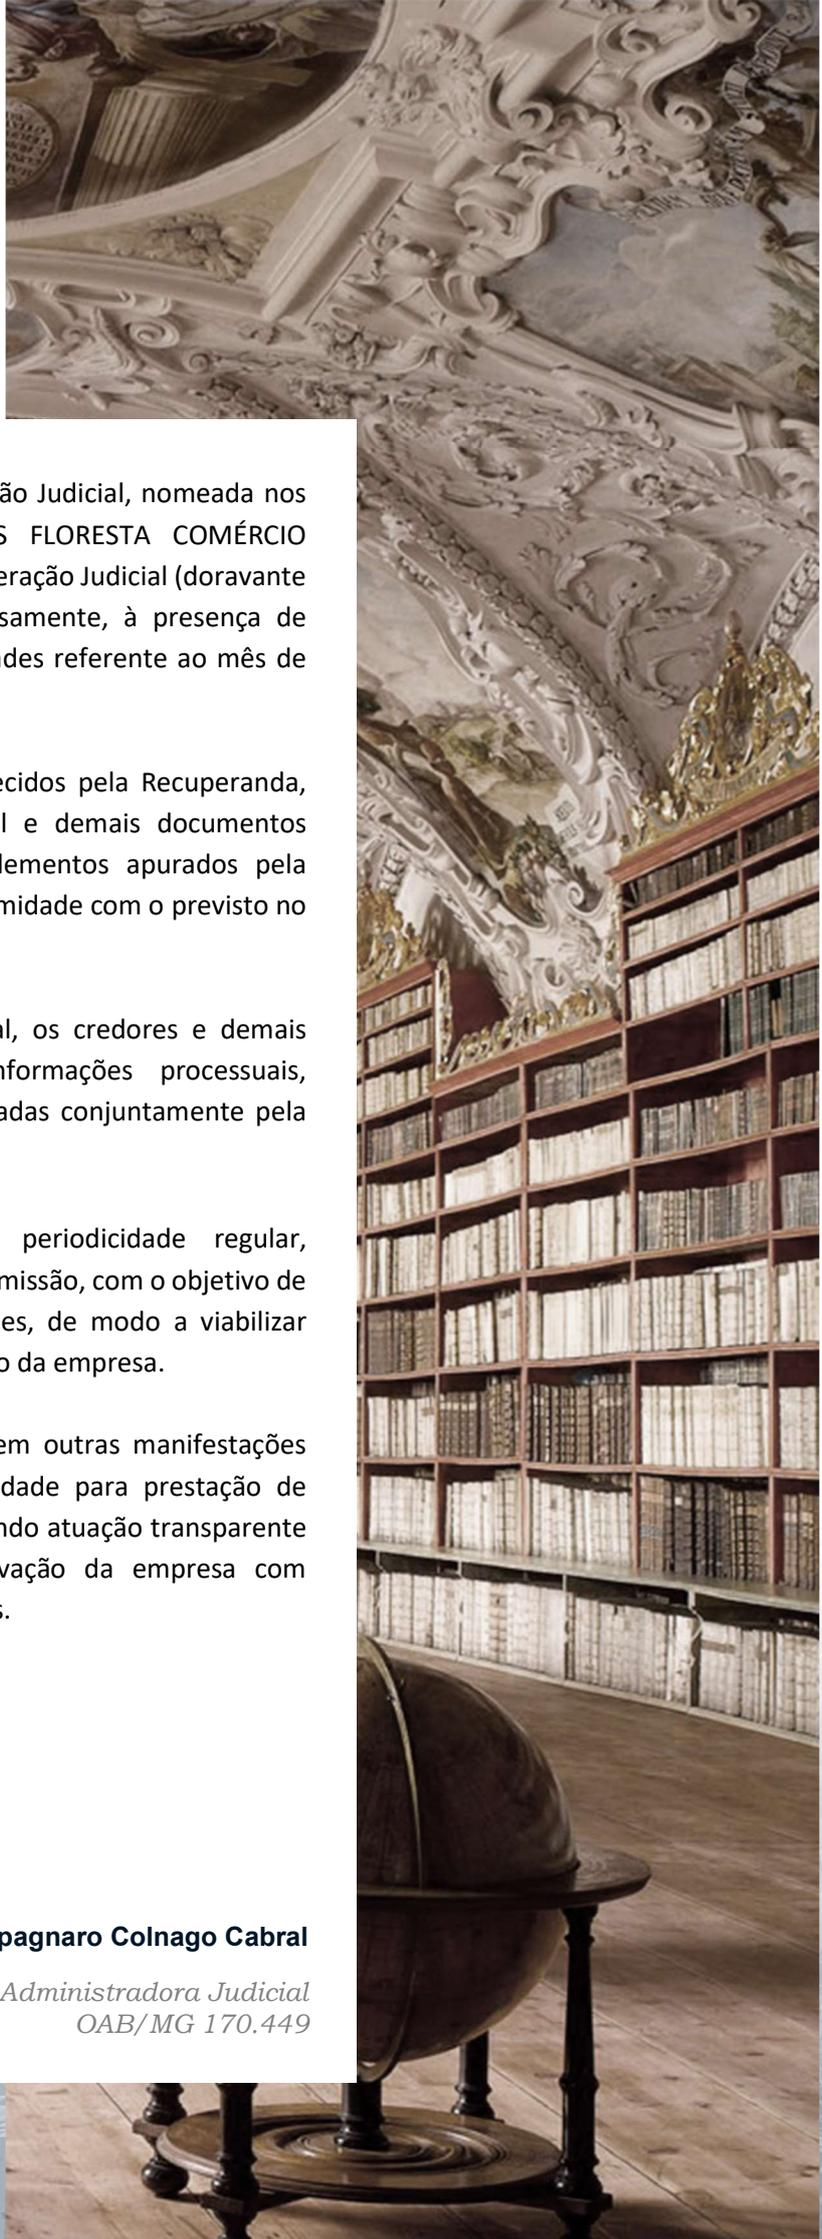 ão Judicial, nomeada nos
S FLORESTA COMÉRCIO
eração Judicial (doravante
samente, à presença de
des referente ao mês de
ecidos pela Recuperanda,
l e demais documentos
lementos apurados pela
midade com o previsto no
al, os credores e demais
nformações processuais,
adas conjuntamente pela
periodicidade regular,
missão, com o objetivo de
es, de modo a viabilizar
o da empresa.
em outras manifestações
dade para prestação de
ndo atuação transparente
vação da empresa com
s.
pagnaro Colnago Cabral
Administradora Judicial
OAB/MG 170.449